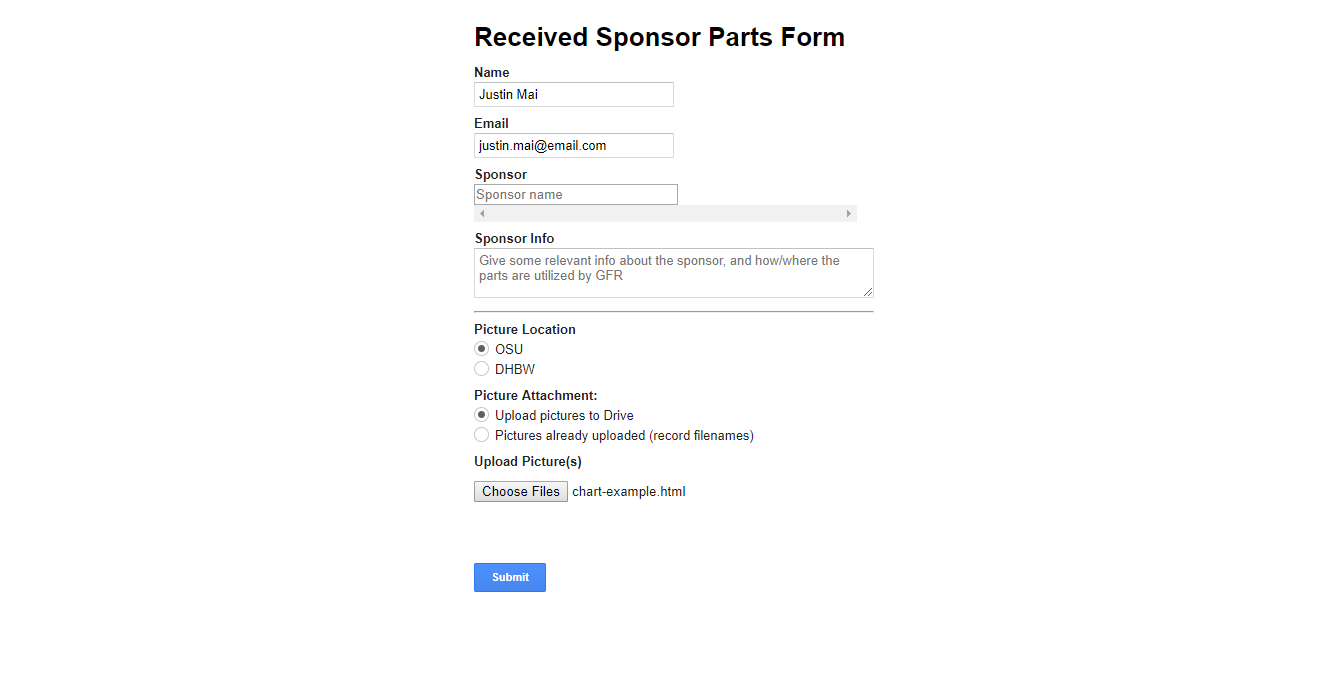 Received Sponsor Parts Form
Name
Justin Mai
Email
justin.mai@email.com
Sponsor
Sponsor name
Sponsor Info
Give some relevant info about the sponsor, and how/where the
parts are utilized by GFR
Picture Location
OSU
DHBW
Picture Attachment:
Upload pictures to Drive
Pictures already uploaded (record filenames)
Upload Picture(s)
Choose Files chart-example.html
Submit